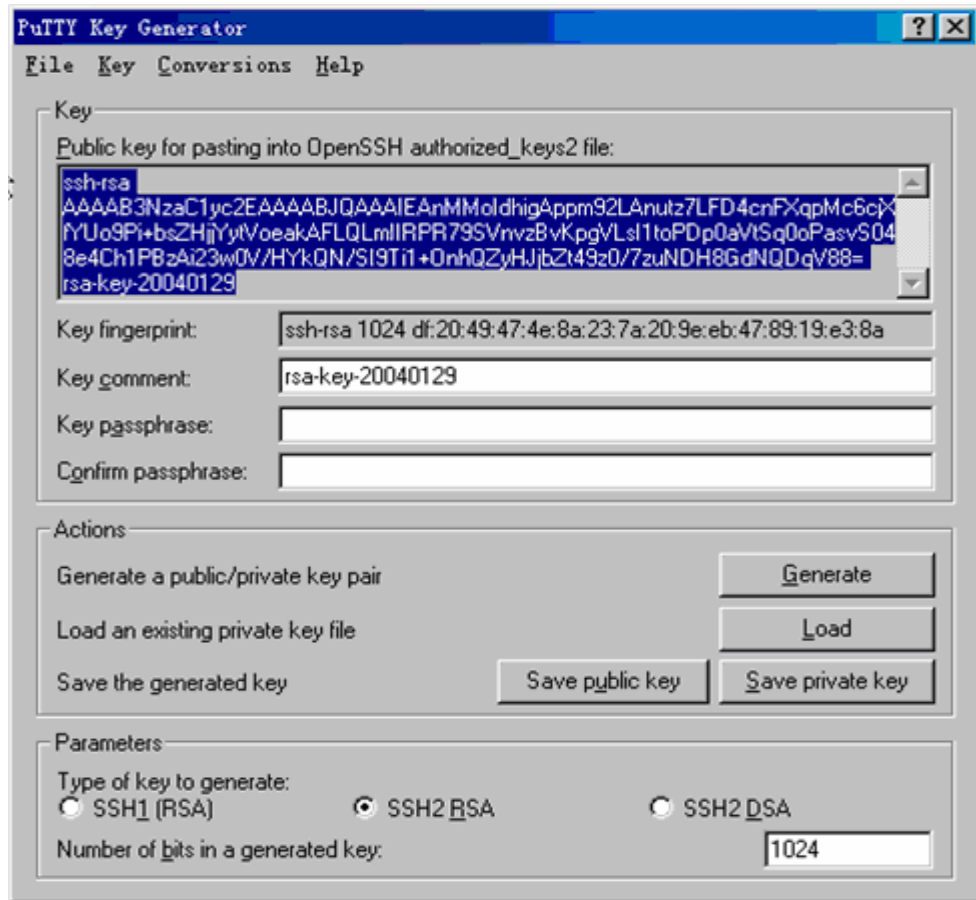 PuTTY Key Generator
File Key Conversions Help
Key
Public key for pasting into OpenSSH authorized_keys2 file:
ssh-rsa
AAAAB3NzaC1yc2EAAAABJQAAAIEAnMMoIdhigAppm92LAnutz7LFD4cnFXqpMc6cjX
fYUo9Pi+bsZHjjYytVoeakAFLQLmIIRPR79SVnvzBvKpgVLsI1toPDp0aVtSq0oPasvS04
8e4Ch1PBzAi23w0V/HYkQN/SI9Ti1+OnhQZyHJjbZt49z0/7zuNDH8GdNQDqV88=
rsa-key-20040129
Key fingerprint: ssh-rsa 1024 df:20:49:47:4e:8a:23:7a:20:9e:eb:47:89:19:e3:8a
Key comment: rsa-key-20040129
Key passphrase:
Confirm passphrase:
Actions
Generate a public/private key pair Generate
Load an existing private key file Load
Save the generated key Save public key Save private key
Parameters
Type of key to generate:
SSH1 (RSA) SSH2 RSA SSH2 DSA
Number of bits in a generated key: 1024